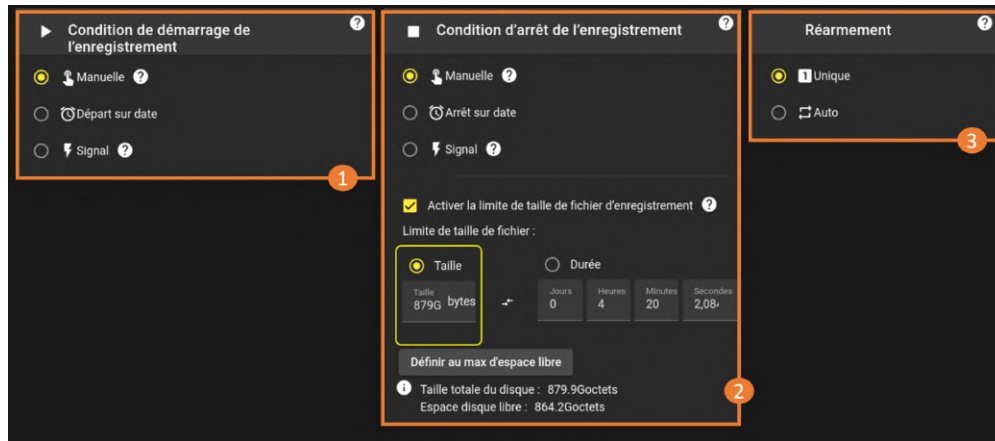 Condition de démarrage de
l'enregistrement
?
Manuelle ?
Départ sur date
Signal ?
1
Condition d'arrêt de l'enregistrement
?
Manuelle ?
Arrêt sur date
Signal ?
Activer la limite de taille de fichier d'enregistrement ?
Limite de taille de fichier :
Taille
Durée
Taille
879G bytes
Jours
0
Heures
4
Minutes
20
Secondes
2,08
Définir au max d'espace libre
Taille totale du disque : 879.9Goctets
Espace disque libre : 864.2Goctets
2
Réarmement
?
1 Unique
Auto
3